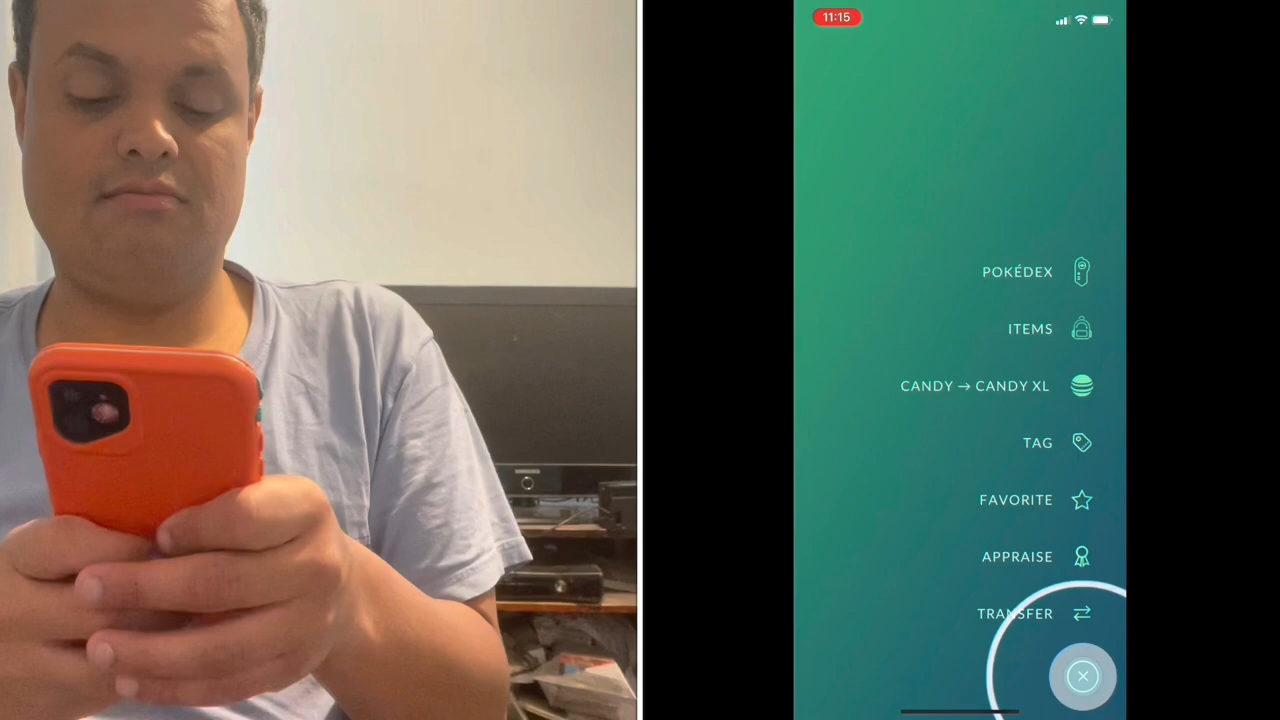 11:15
POKÉDEX
ITEMS
CANDY → CANDY XL
TAG
FAVORITE
APPRAISE
TRANSFER